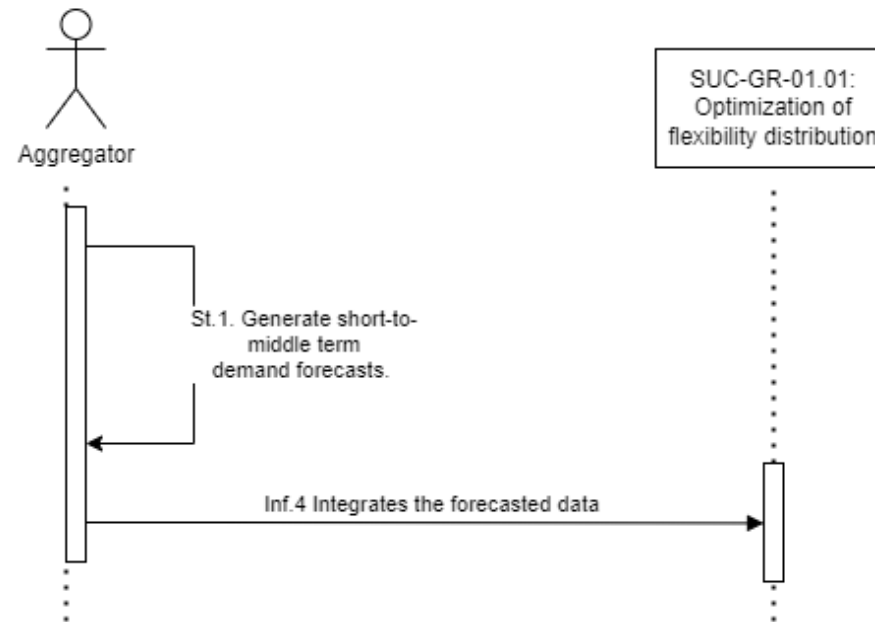 SUC-GR-01.01:
Optimization of
flexibility distribution
Aggregator
St.1. Generate short-to-
middle term
demand forecasts.
Inf.4 Integrates the forecasted data